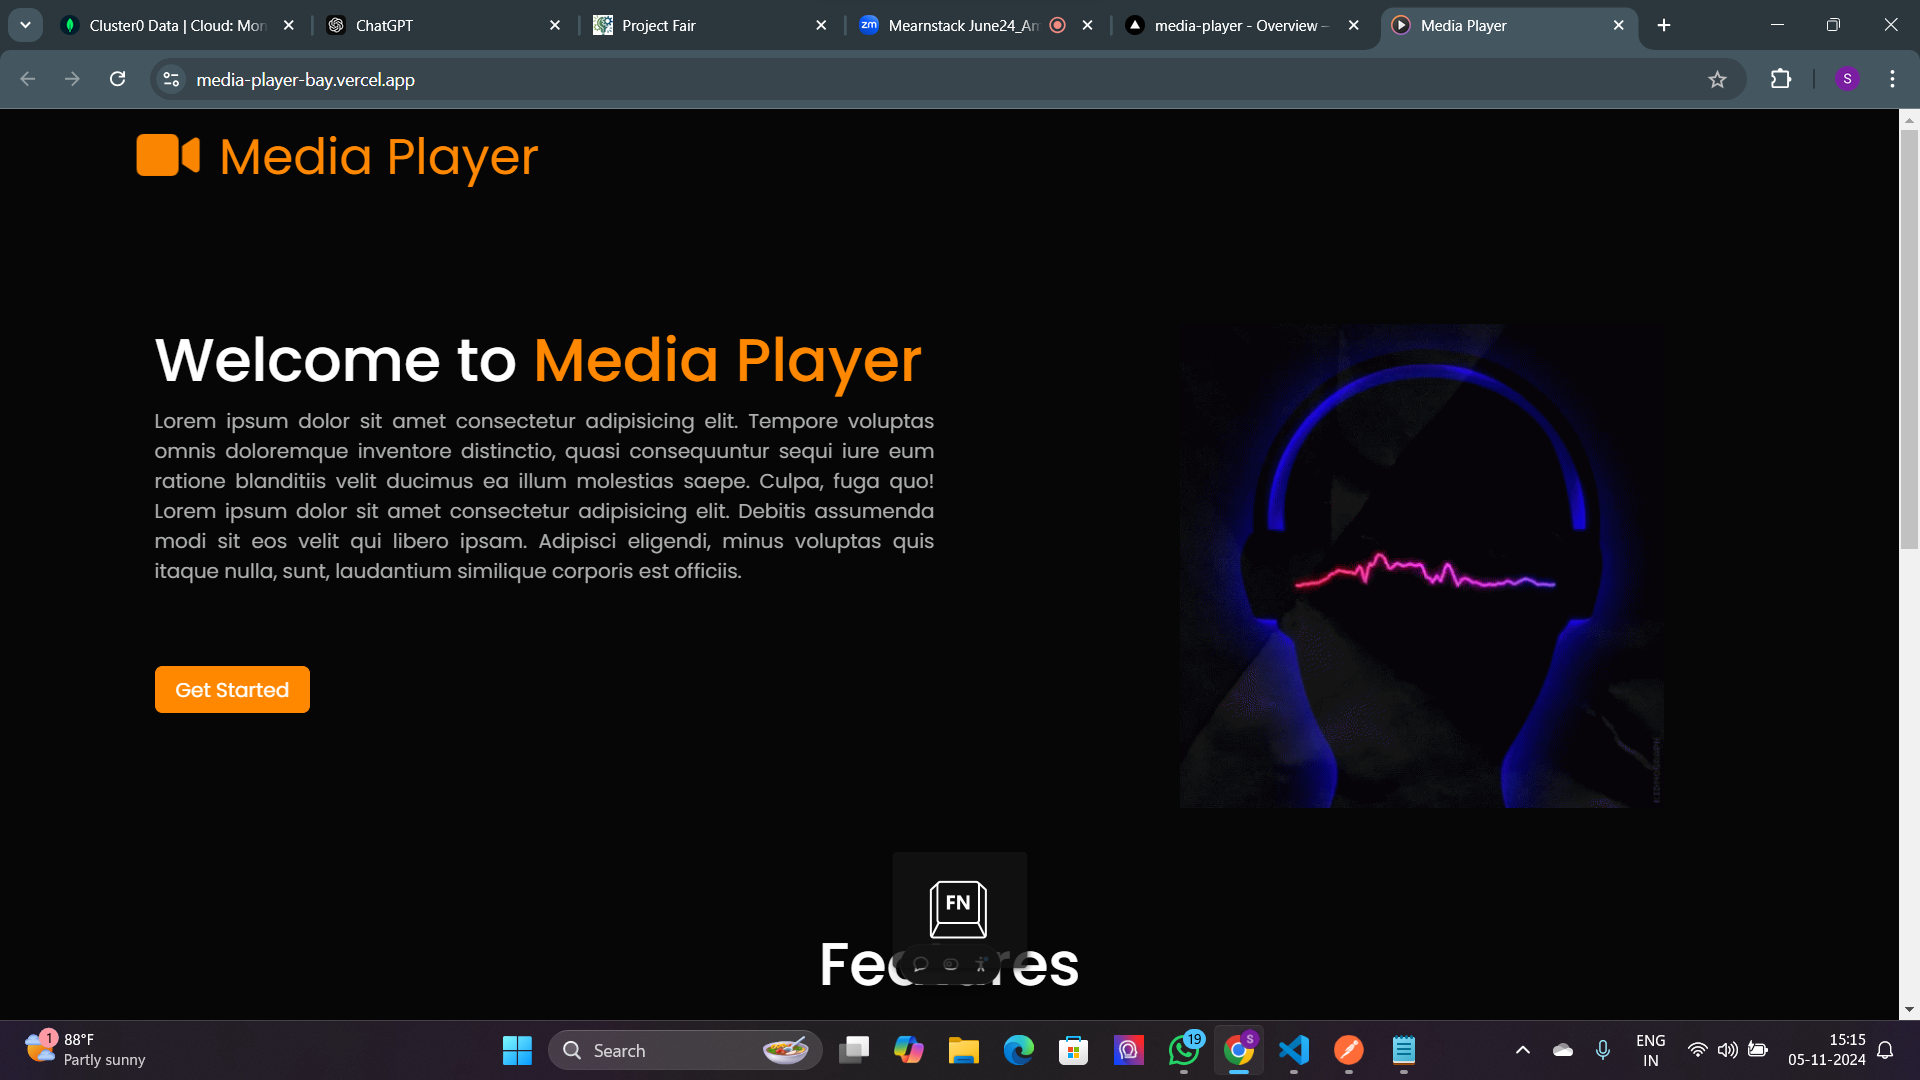 Cluster0 Data | Cloud: Mon
ChatGPT
Project Fair
zm
Mearnstack June24_An
media-player - Overview –
Media Player
media-player-bay.vercel.app
S
Media Player
Welcome to Media Player
Lorem ipsum dolor sit amet consectetur adipisicing elit. Tempore voluptas
omnis doloremque inventore distinctio, quasi consequuntur sequi iure eum
ratione blanditiis velit ducimus ea illum molestias saepe. Culpa, fuga quo!
Lorem ipsum dolor sit amet consectetur adipisicing elit. Debitis assumenda
modi sit eos velit qui libero ipsam. Adipisci eligendi, minus voluptas quis
itaque nulla, sunt, laudantium similique corporis est officiis.
Get Started
FN
Features
1
88°F
Partly sunny
Search
19
S
ENG
IN
15:15
05-11-2024